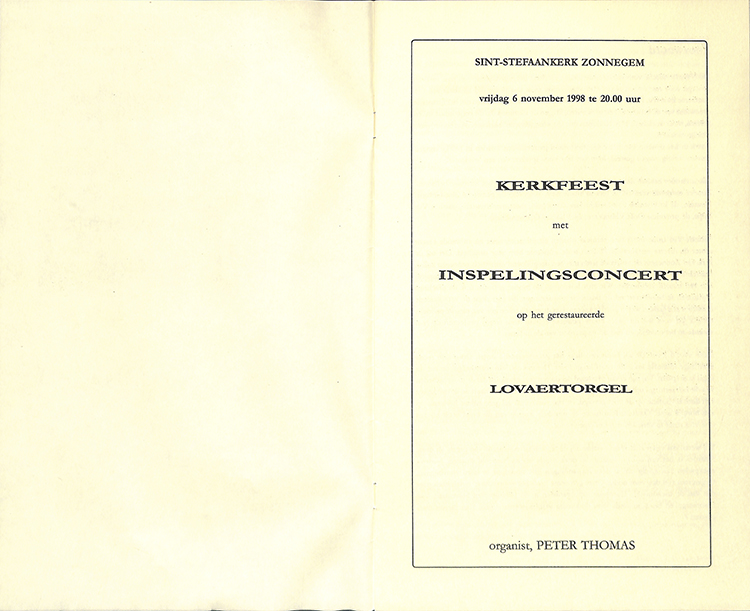 SINT-STEFAANKERK ZONNEGEM
vrijdag 6 november 1998 te 20.00 uur
KERKFEEST
met
INSPELINGSCONCERT
op het gerestaureerde
LOVAERTORGEL
organist, PETER THOMAS